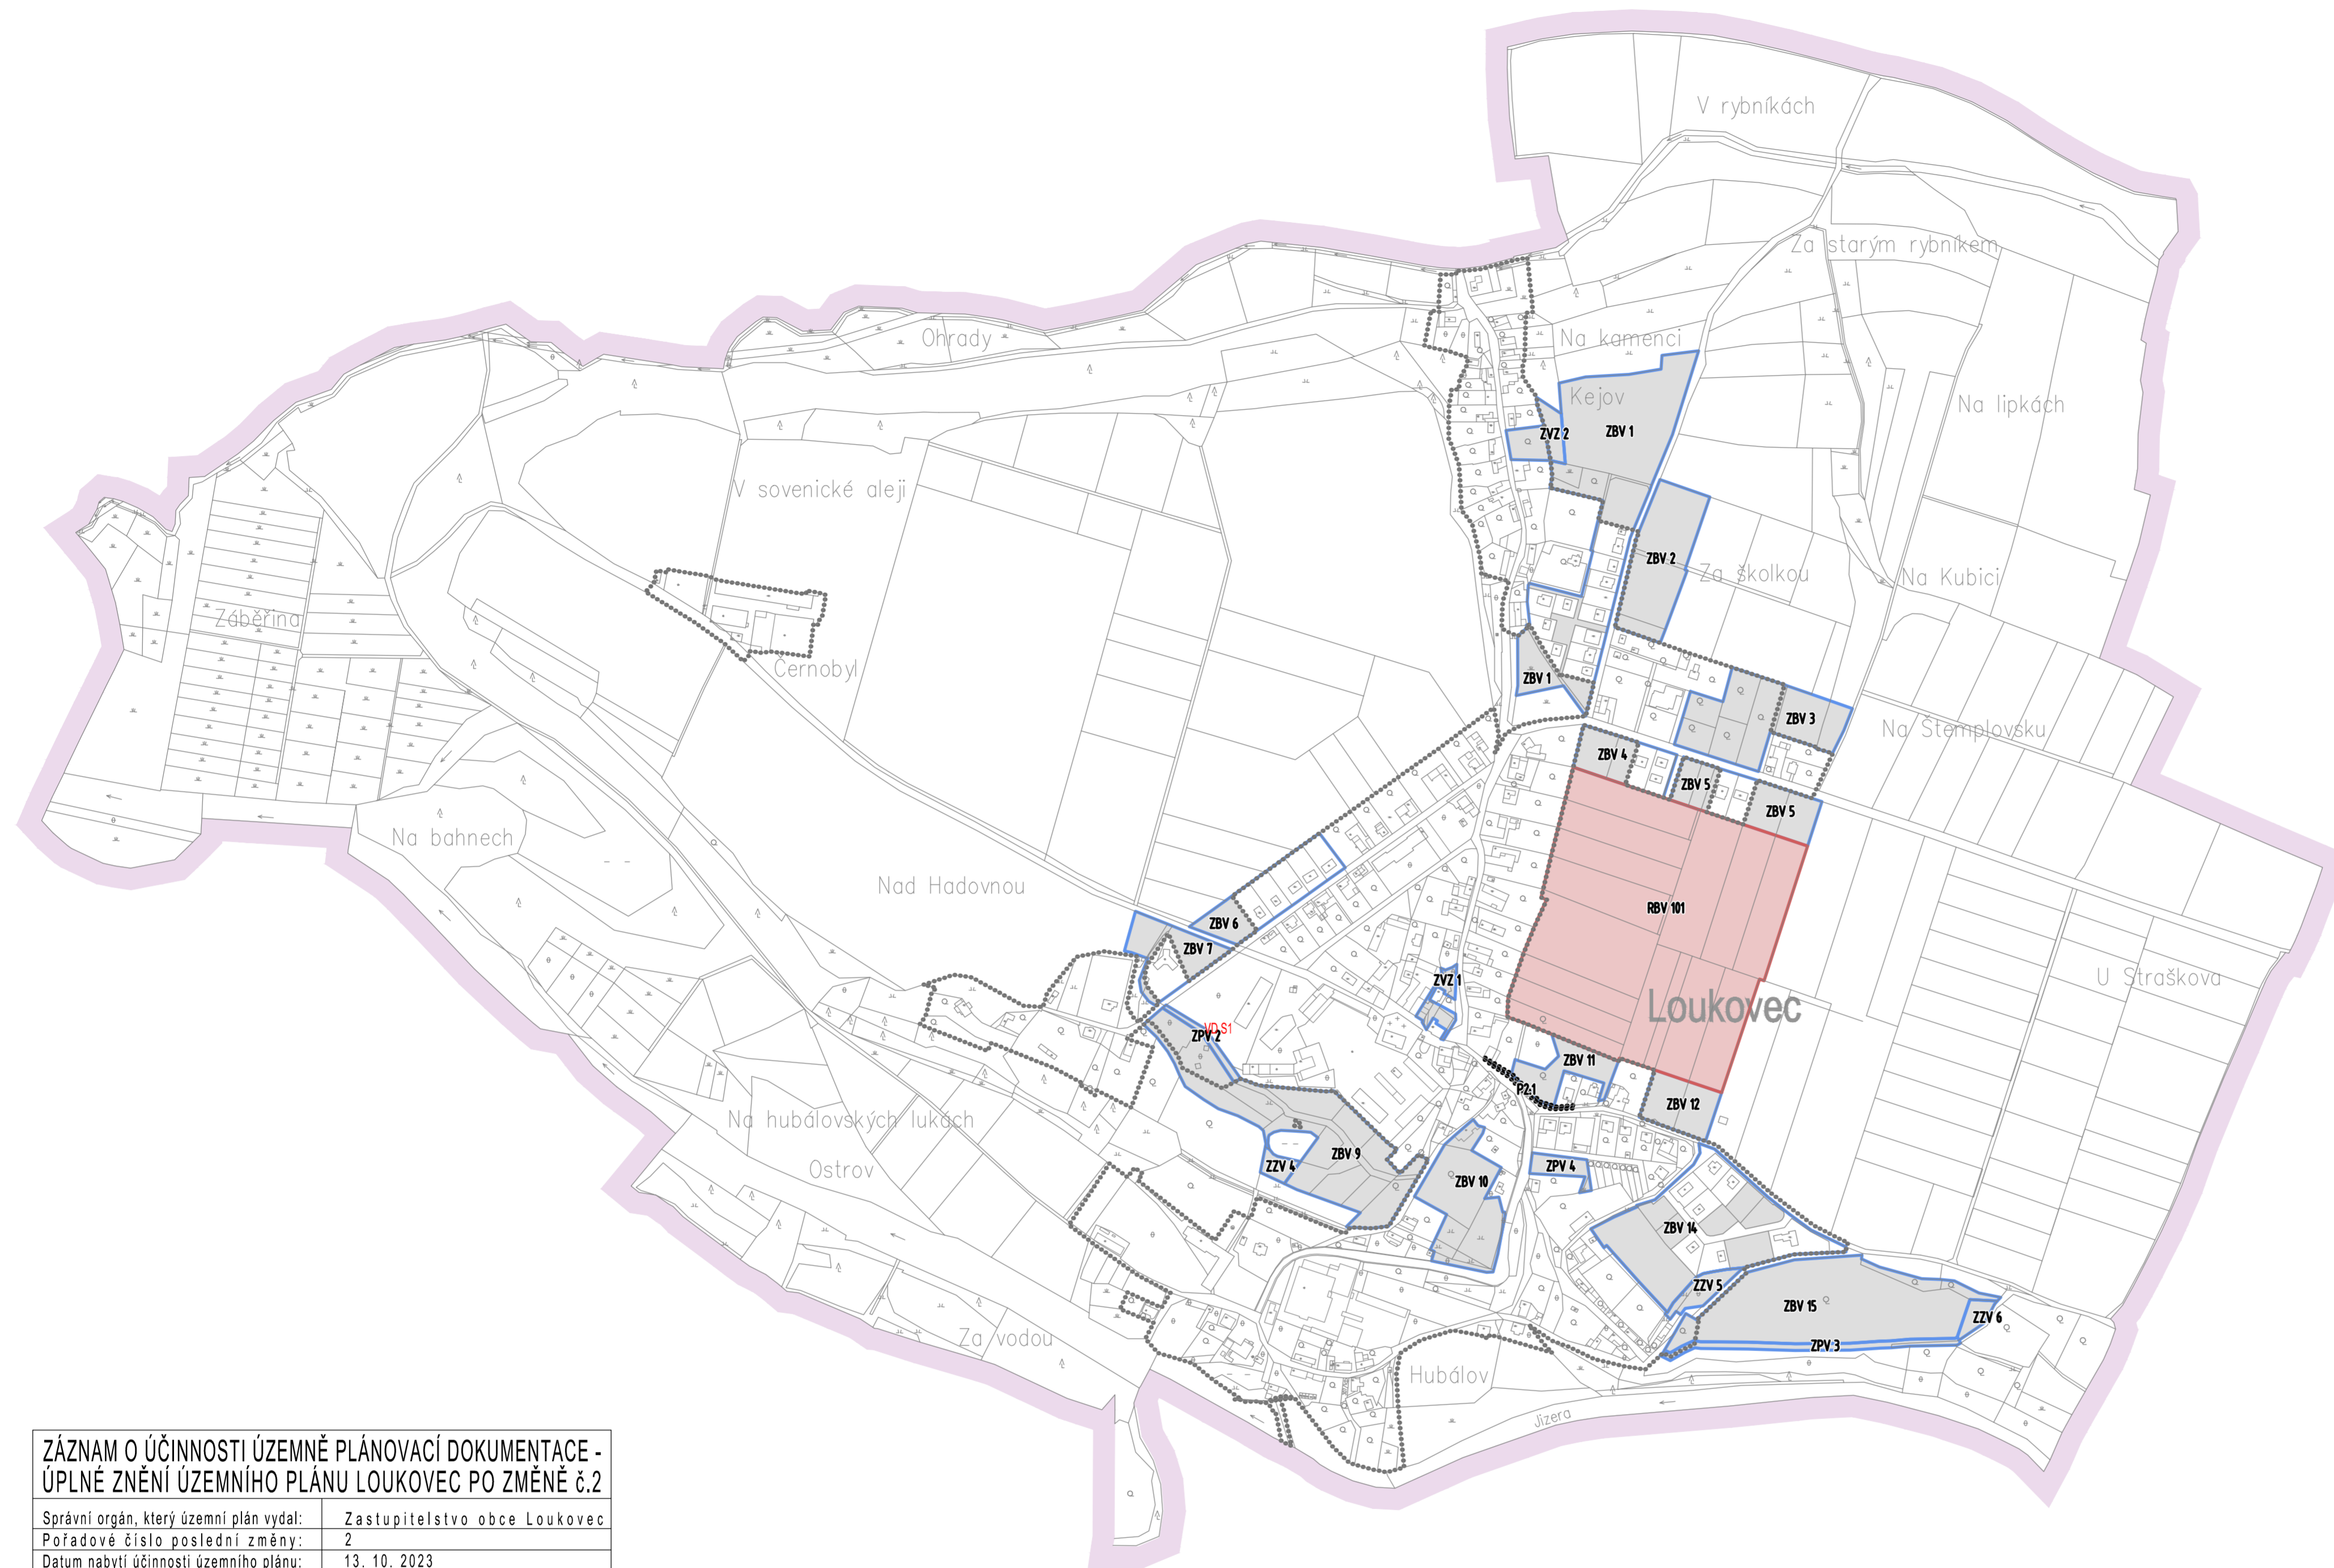 V rybníkách
Za starým rybníkem
Ohrady
Na kamenci
Kejov
Na lipkách
ZVZ 2
ZBV 1
V sovenické aleji
ZBV 2
Za školkou
Na Kubici
Záběřina
Černobyl
ZBV 1
ZBV 3
Na Štemplovsku
ZBV 4
ZBV 5
ZBV 5
Na bahnech
Nad Hadovnou
RBV 101
ZBV 6
ZBV 7
U Straškova
ZVZ 1
Loukovec
VD.S1
ZPV 2
ZBV 11
P2.1
ZBV 12
Na hubálovských lukách
Ostrov
ZZV 4
ZBV 9
ZBV 10
ZPV 4
ZBV 14
ZZV 5
ZBV 15
ZZV 6
Za vodou
ZPV 3
Hubálov
Jizera
ZÁZNAM O ÚČINNOSTI ÚZEMNĚ PLÁNOVACÍ DOKUMENTACE -
ÚPLNÉ ZNĚNÍ ÚZEMNÍHO PLÁNU LOUKOVEC PO ZMĚNĚ č.2
Správní orgán, který územní plán vydal: Zastupitelstvo obce Loukovec
Pořadové číslo poslední změny: 2
Datum nabytí účinnosti územního plánu: 13. 10. 2023